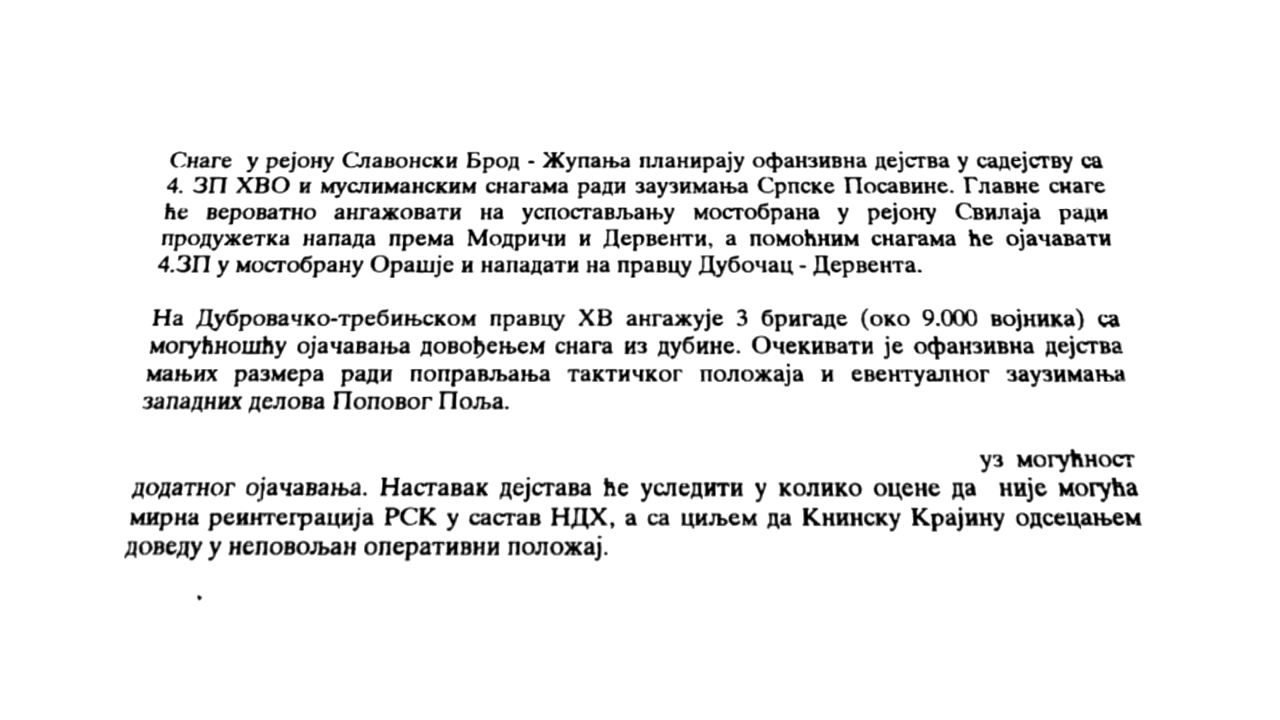 Снаге у рејону Славонски Брод - Жупања планирају офанзивна дејства у садејству са
4. ЗП ХВО и муслиманским снагама ради заузимања Српске Посавине. Главне снаге
ће вероватно ангажовати на успостављању мостобрана у рејону Свилаја ради
продужетка напада према Модричи и Дервенти, а помоћним снагама ће ојачавати
4.ЗП у мостобрану Орашје и нападати на правцу Дубочац - Дервента.
На Дубровачко-требињском правцу ХВ ангажује 3 бригаде (око 9.000 војника) са
могућношћу ојачавања довођењем снага из дубине. Очекивати је офанзивна дејства
мањих размера ради поправљања тактичког положаја и евентуалног заузимања
западних делова Поповог Поља.
уз могућност
додатног ојачавања. Наставак дејстава ће уследити у колико оцене да није могућа
мирна реинтеграција РСК у састав НДХ, а са циљем да Книнску Крајину одсецањем
доведу у неповољан оперативни положај.